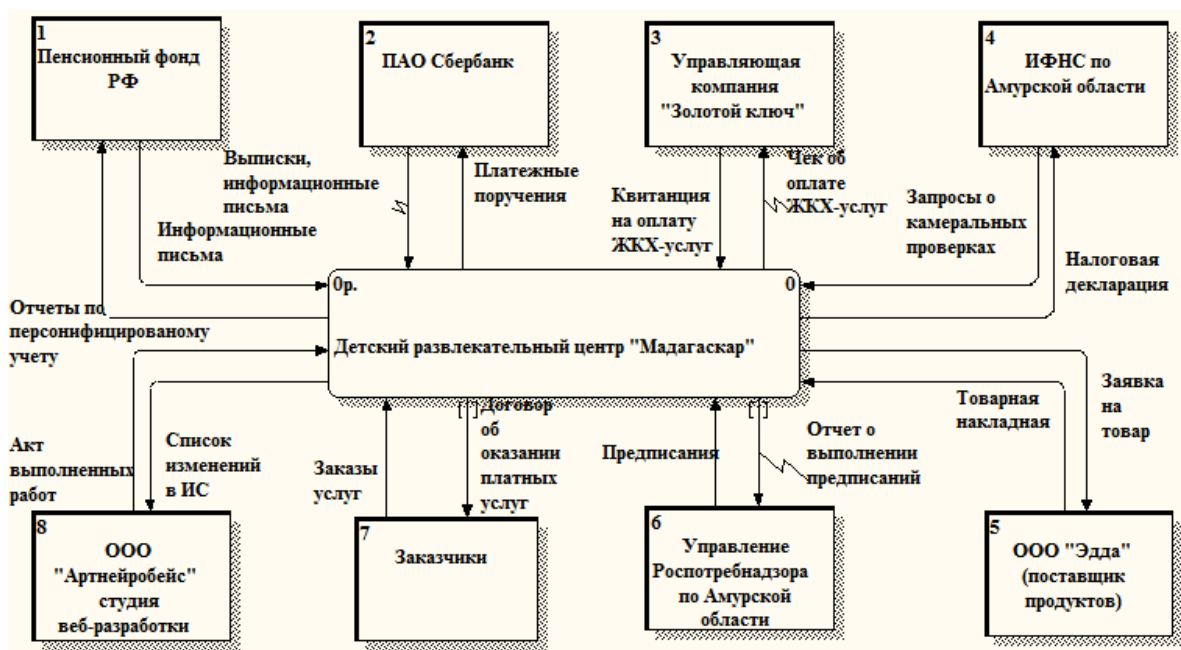 1
Пенсионный фонд
РФ
2
ПАО Сбербанк
3
Управляющая
компания
"Золотой ключ"
4
ИФНС по
Амурской области
Выписки,
информационные
письма
Платежные
поручения
Квитанция
на оплату
ЖКХ-услуг
Чек об
оплате
ЖКХ-услуг
Запросы о
камеральных
проверках
Налоговая
декларация
Информационные
письма
Отчеты по
персонифицированому
учету
0р.
0
Детский развлекательный центр "Мадагаскар"
Акт
выполненных
работ
Список
изменений
в ИС
Заказы
услуг
Договор
об
оказании
платных
услуг
Предписания
Отчет о
выполнении
предписаний
Товарная
накладная
Заявка
на
товар
8
ООО
"Артнейробейс"
студия
веб-разработки
7
Заказчики
6
Управление
Роспотребнадзора
по Амурской
области
5
ООО "Эдда"
(поставщик
продуктов)